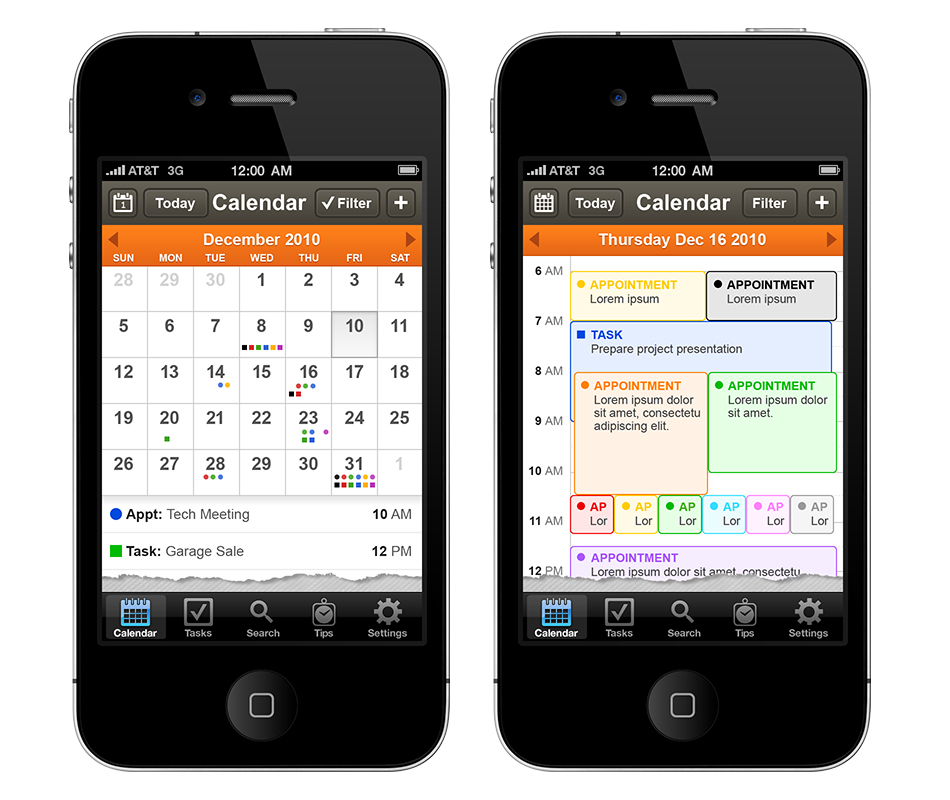 AT&T 3G 12:00 AM
1 Today Calendar ✓ Filter +
December 2010
SUN MON TUE WED THU FRI SAT
28 29 30 1 2 3 4
5 6 7 8 9 10 11
12 13 14 15 16 17 18
19 20 21 22 23 24 25
26 27 28 29 30 31 1
Appt: Tech Meeting 10 AM
Task: Garage Sale 12 PM
Calendar Tasks Search Tips Settings
AT&T 3G 12:00 AM
Today Calendar Filter +
Thursday Dec 16 2010
6 AM
APPOINTMENT
Lorem ipsum
APPOINTMENT
Lorem ipsum
7 AM
TASK
Prepare project presentation
8 AM
APPOINTMENT
Lorem ipsum dolor
sit amet, consectetu
adipiscing elit.
APPOINTMENT
Lorem ipsum dolor
sit amet.
9 AM
10 AM
AP AP AP AP AP AP
Lor Lor Lor Lor Lor Lor
11 AM
APPOINTMENT
12 PM
Lorem ipsum dolor sit amet, consectetu
Calendar Tasks Search Tips Settings